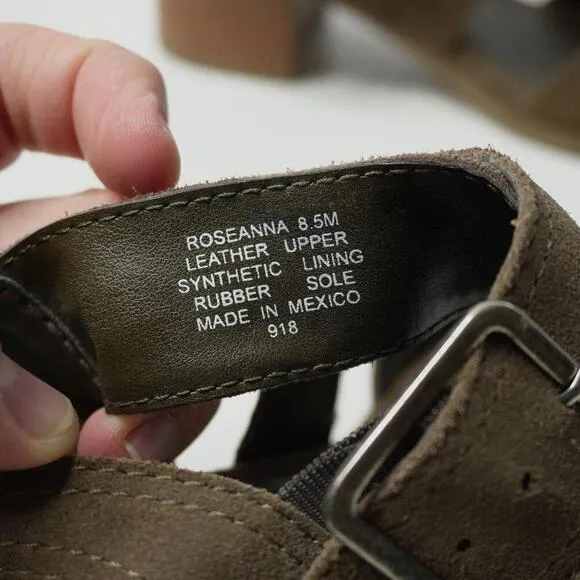 ROSEANNA 8.5M
LEATHER UPPER
SYNTHETIC LINING
RUBBER SOLE
MADE IN MEXICO
918